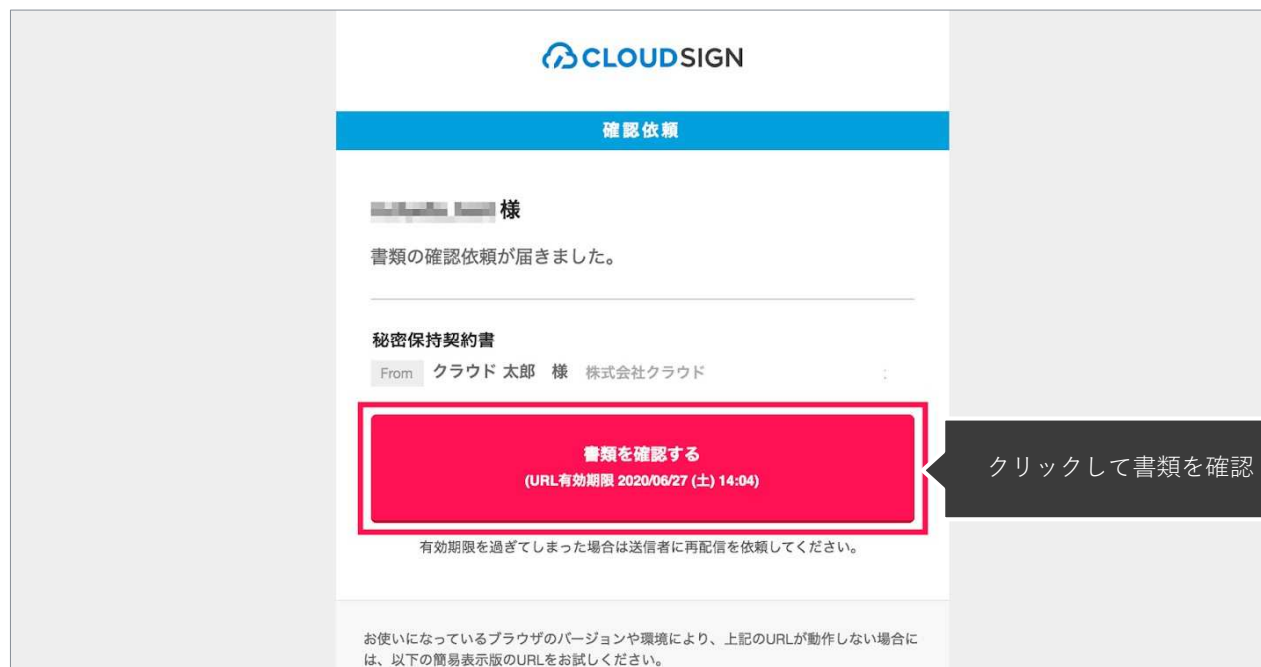 CLOUDSIGN
確認依頼
様
書類の確認依頼が届きました。
秘密保持契約書
From クラウド 太郎 様 株式会社クラウド :
書類を確認する
(URL有効期限 2020/06/27 (土) 14:04)
クリックして書類を確認
有効期限を過ぎてしまった場合は送信者に再配信を依頼してください。
お使いになっているブラウザのバージョンや環境により、上記のURLが動作しない場合に
は、以下の簡易表示版のURLをお試しください。